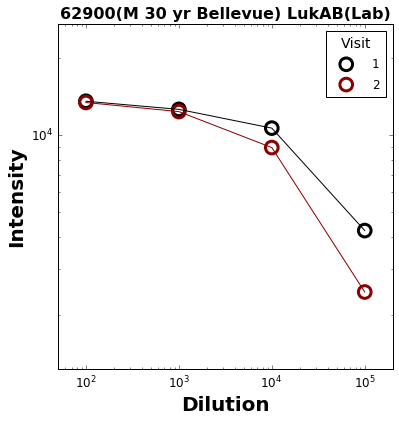 62900(M 30 yr Bellevue) LukAB(Lab)
Visit
1
2
10⁴
Intensity
10² 10³ 10⁴ 10⁵
Dilution